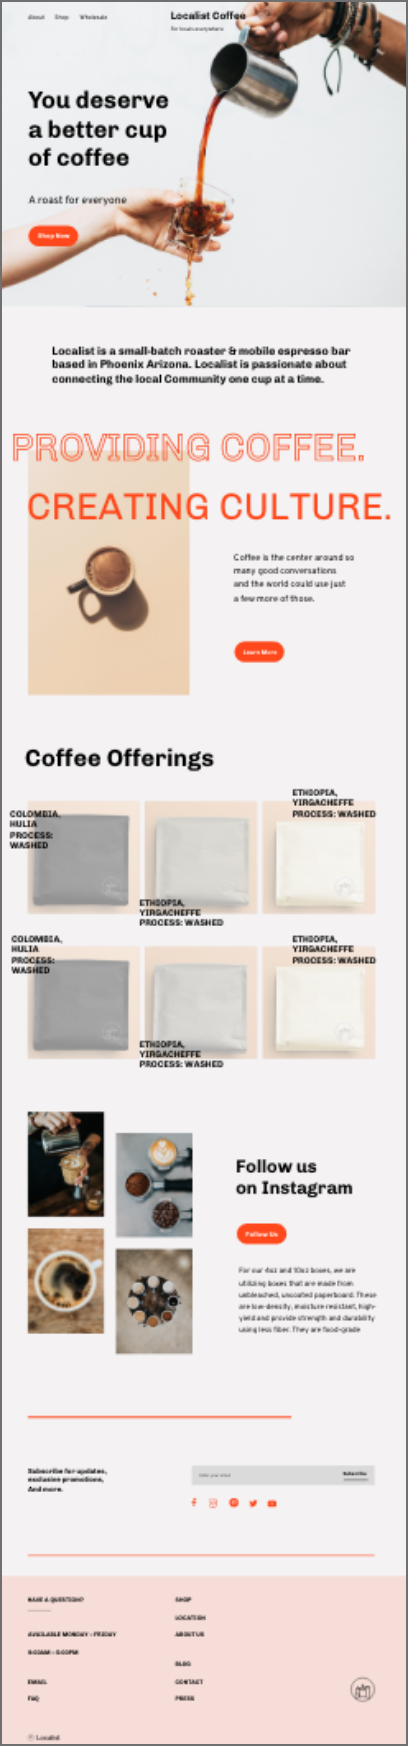 About Shop Wholesale
Localist Coffee
For locals everywhere
You deserve
a better cup
of coffee
A roast for everyone
Shop Now
Localist is a small-batch roaster & mobile espresso bar
based in Phoenix Arizona. Localist is passionate about
connecting the local Community one cup at a time.
PROVIDING COFFEE.
CREATING CULTURE.
Coffee is the center around so
many good conversations
and the world could use just
a few more of those.
Learn More
Coffee Offerings
COLOMBIA,
HULIA
PROCESS:
WASHED
ETHIOPIA,
YIRGACHEFFE
PROCESS: WASHED
ETHIOPIA,
YIRGACHEFFE
PROCESS: WASHED
COLOMBIA,
HULIA
PROCESS:
WASHED
ETHIOPIA,
YIRGACHEFFE
PROCESS: WASHED
ETHIOPIA,
YIRGACHEFFE
PROCESS: WASHED
Follow us
on Instagram
Follow Us
For our 4oz and 10oz boxes, we are
utilizing boxes that are made from
unbleached, uncoated paperboard. These
are low-density, moisture resistant, high-
yield and provide strength and durability
using less fiber. They are food-grade
Subscribe for updates,
exclusive promotions,
And more.
Enter your email
Subscribe
HAVE A QUESTION?
AVAILABLE MONDAY - FRIDAY
9:00AM - 5:00PM
EMAIL
FAQ
SHOP
LOCATION
ABOUT US
BLOG
CONTACT
PRESS
© Localist